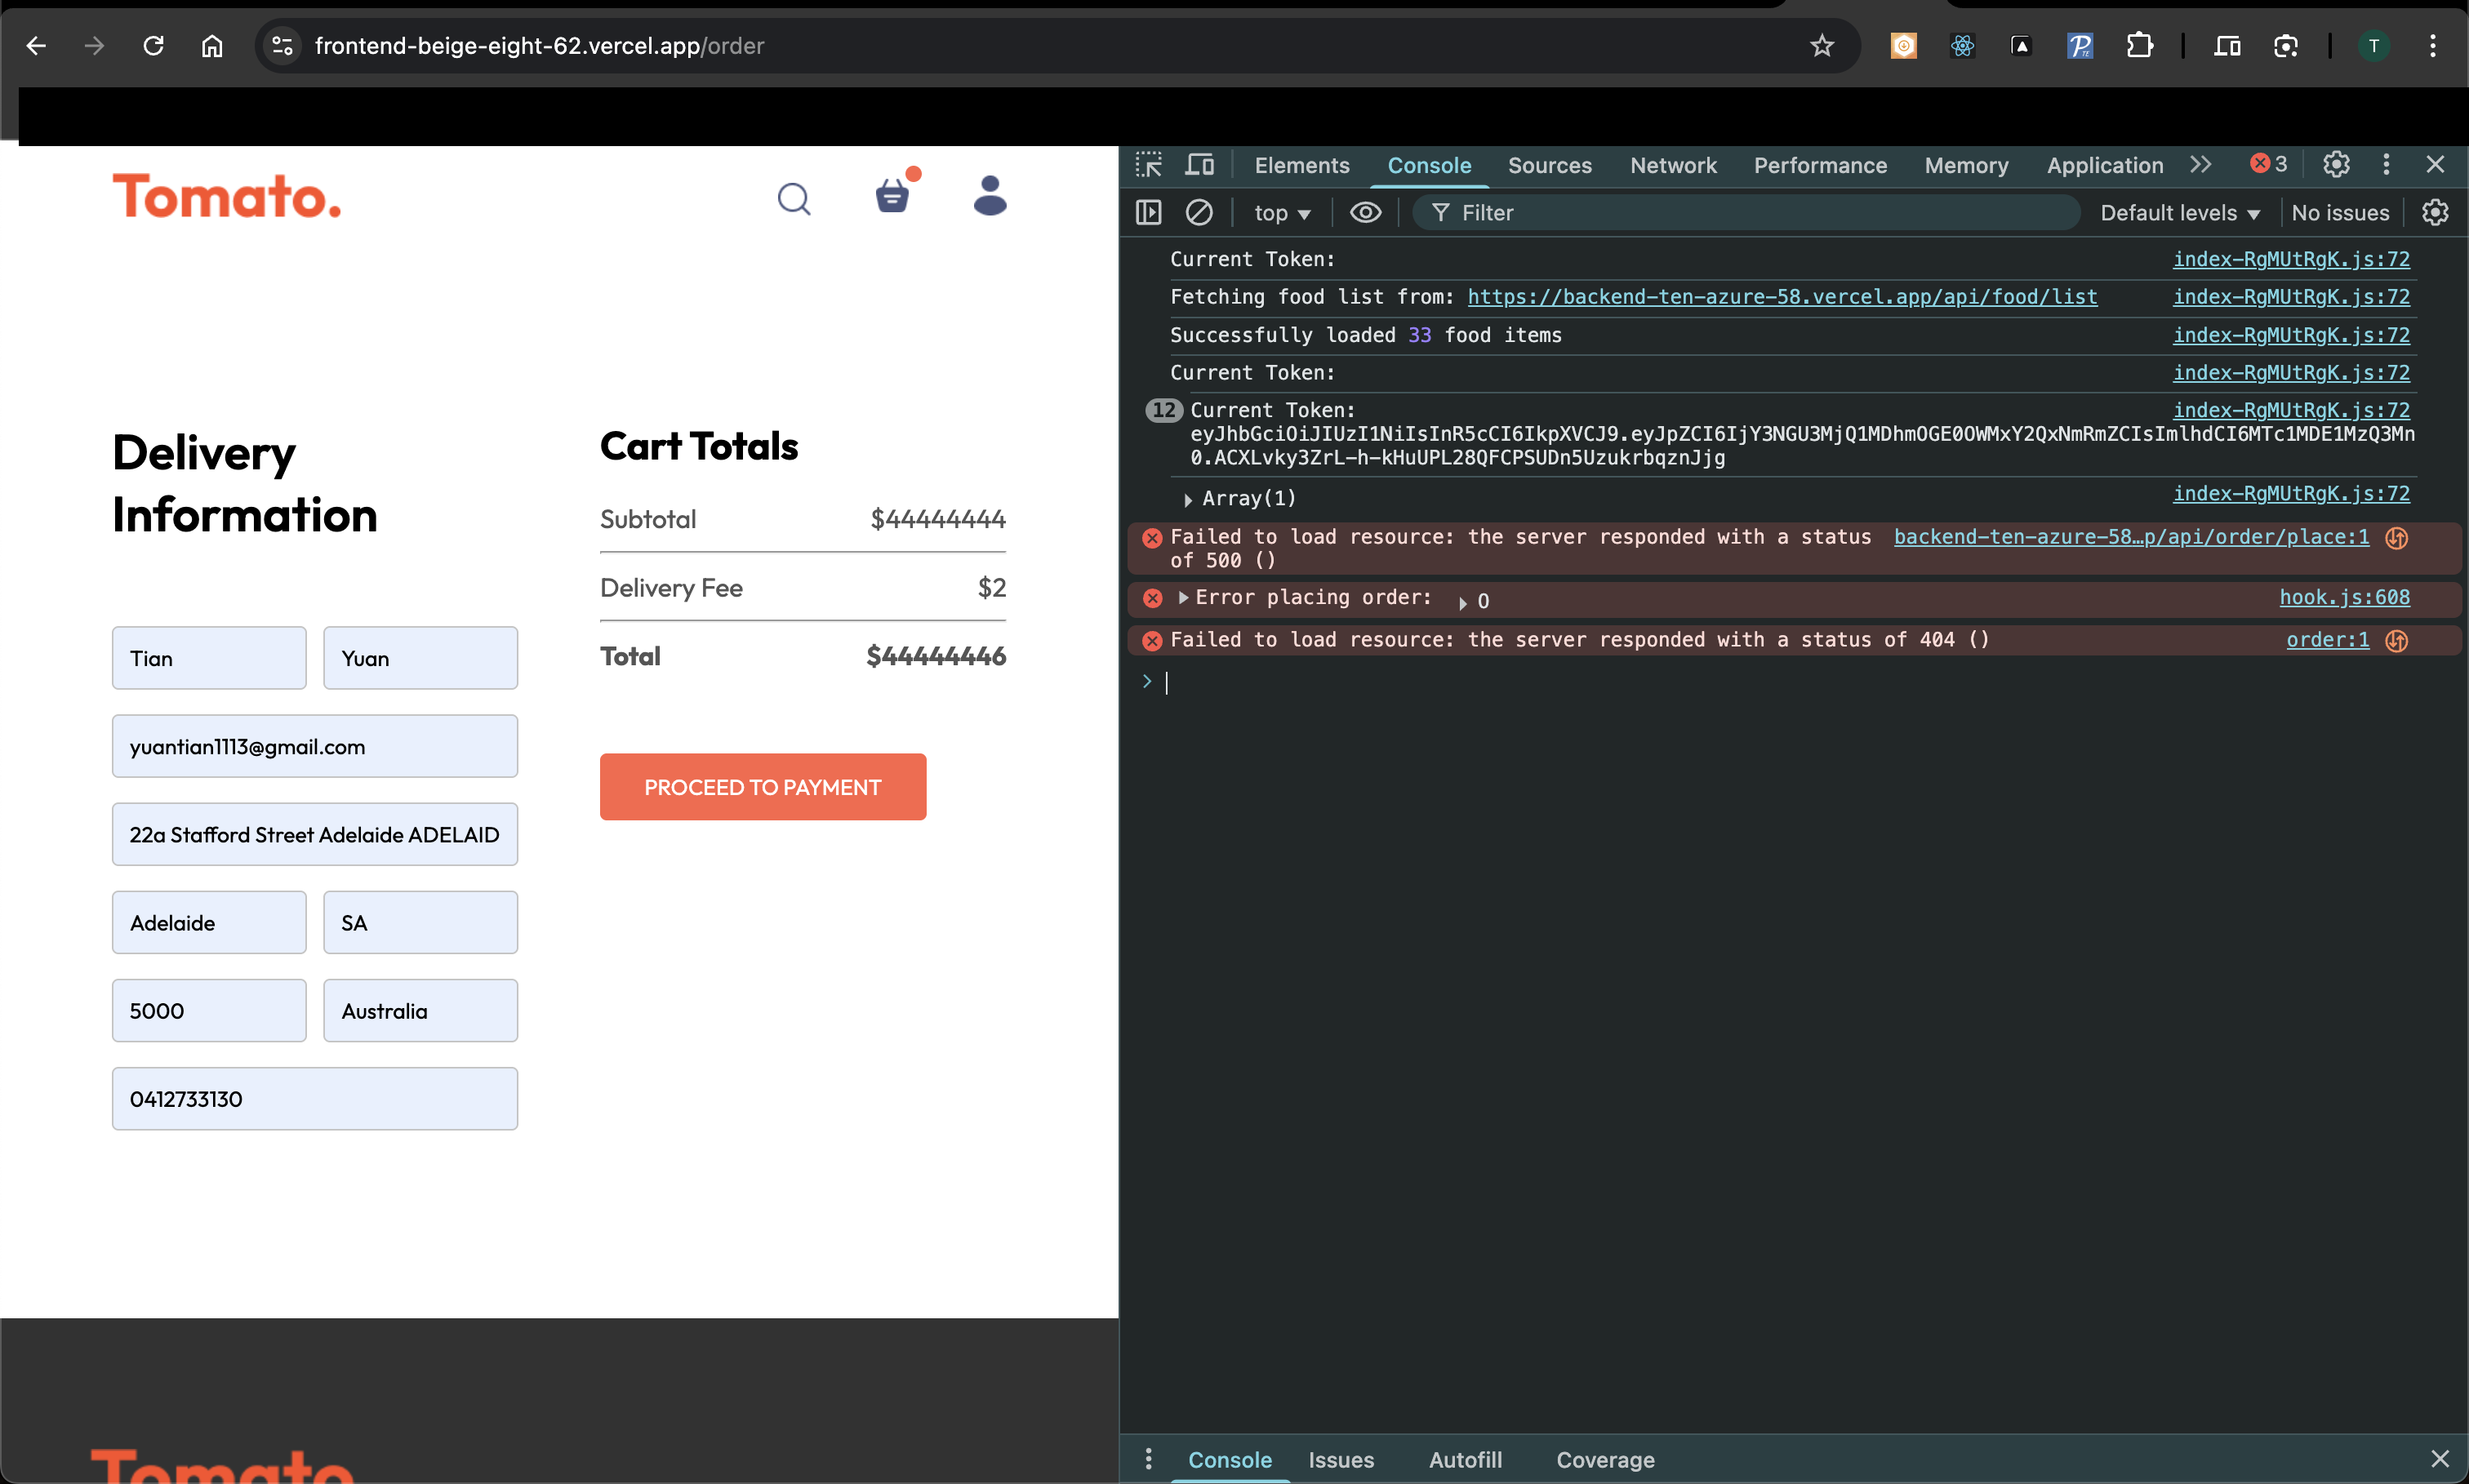 frontend-beige-eight-62.vercel.app/order
T
Tomato.
Delivery
Information
Tian
Yuan
yuantian1113@gmail.com
22a Stafford Street Adelaide ADELAID
Adelaide
SA
5000
Australia
0412733130
Cart Totals
Subtotal $44444444
Delivery Fee $2
Total $44444446
PROCEED TO PAYMENT
Tomato
Elements Console Sources Network Performance Memory Application 3
top Filter Default levels No issues
Current Token: index-RgMUtRgK.js:72
Fetching food list from: https://backend-ten-azure-58.vercel.app/api/food/list index-RgMUtRgK.js:72
Successfully loaded 33 food items index-RgMUtRgK.js:72
Current Token: index-RgMUtRgK.js:72
12 Current Token: index-RgMUtRgK.js:72
eyJhbGciOiJIUzI1NiIsInR5cCI6IkpXVCJ9.eyJpZCI6IjY3NGU3MjQ1MDhmOGE0OWMxY2QxNmRmZCIsImlhdCI6MTc1MDE1MzQ3Mn
0.ACXLvky3ZrL-h-kHuUPL28QFCPSUDn5UzukrbqznJjg
Array(1) index-RgMUtRgK.js:72
Failed to load resource: the server responded with a status backend-ten-azure-58…p/api/order/place:1
of 500 ()
Error placing order: O hook.js:608
Failed to load resource: the server responded with a status of 404 () order:1
Console Issues Autofill Coverage